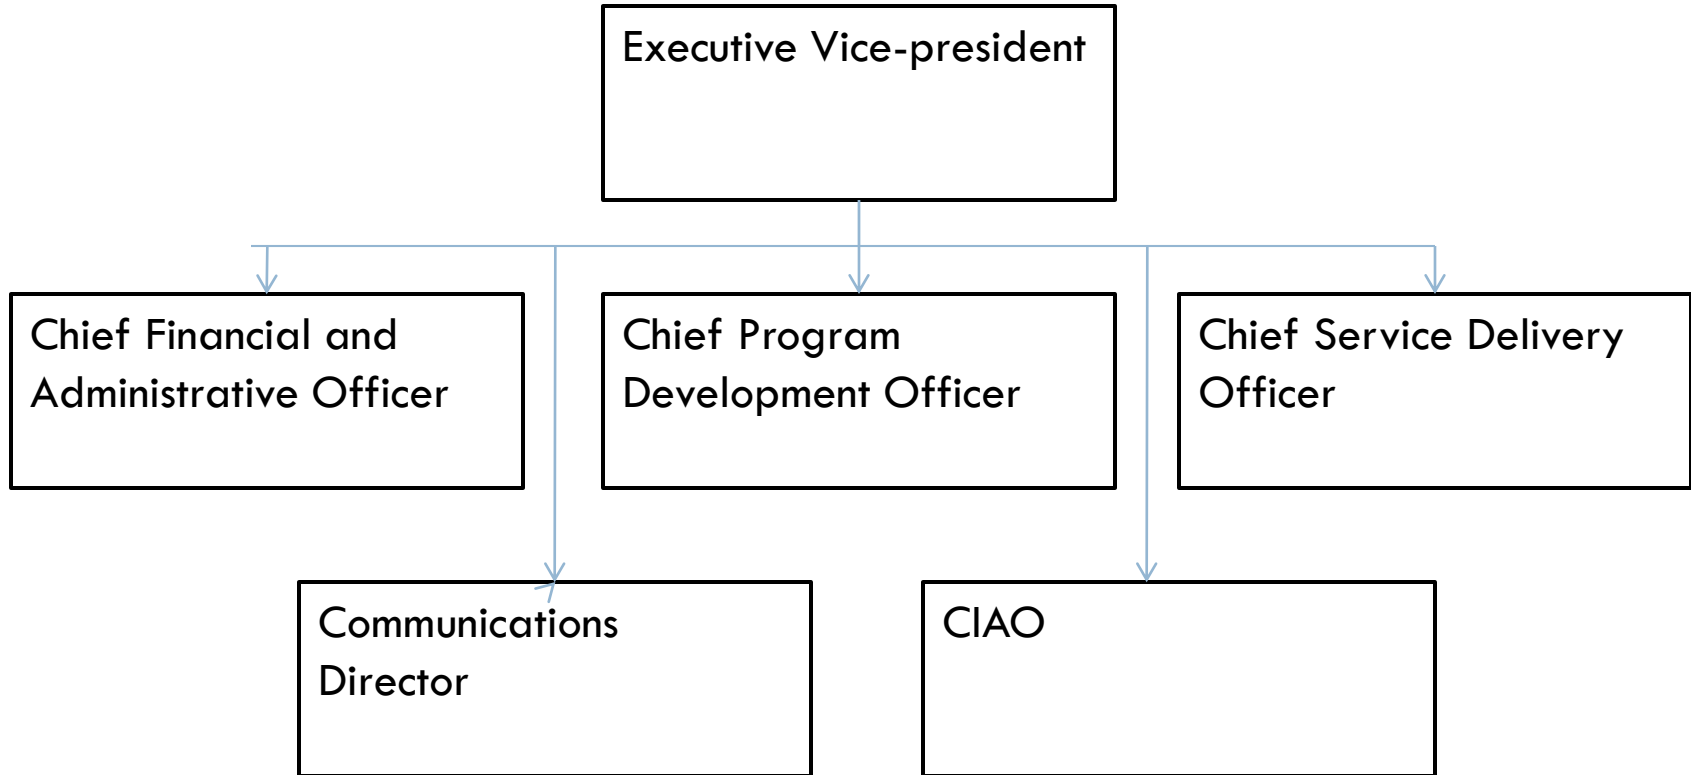 Executive Vice-president
Chief Financial and
Administrative Officer
Chief Program
Development Officer
Chief Service Delivery
Officer
Communications
Director
CIAO